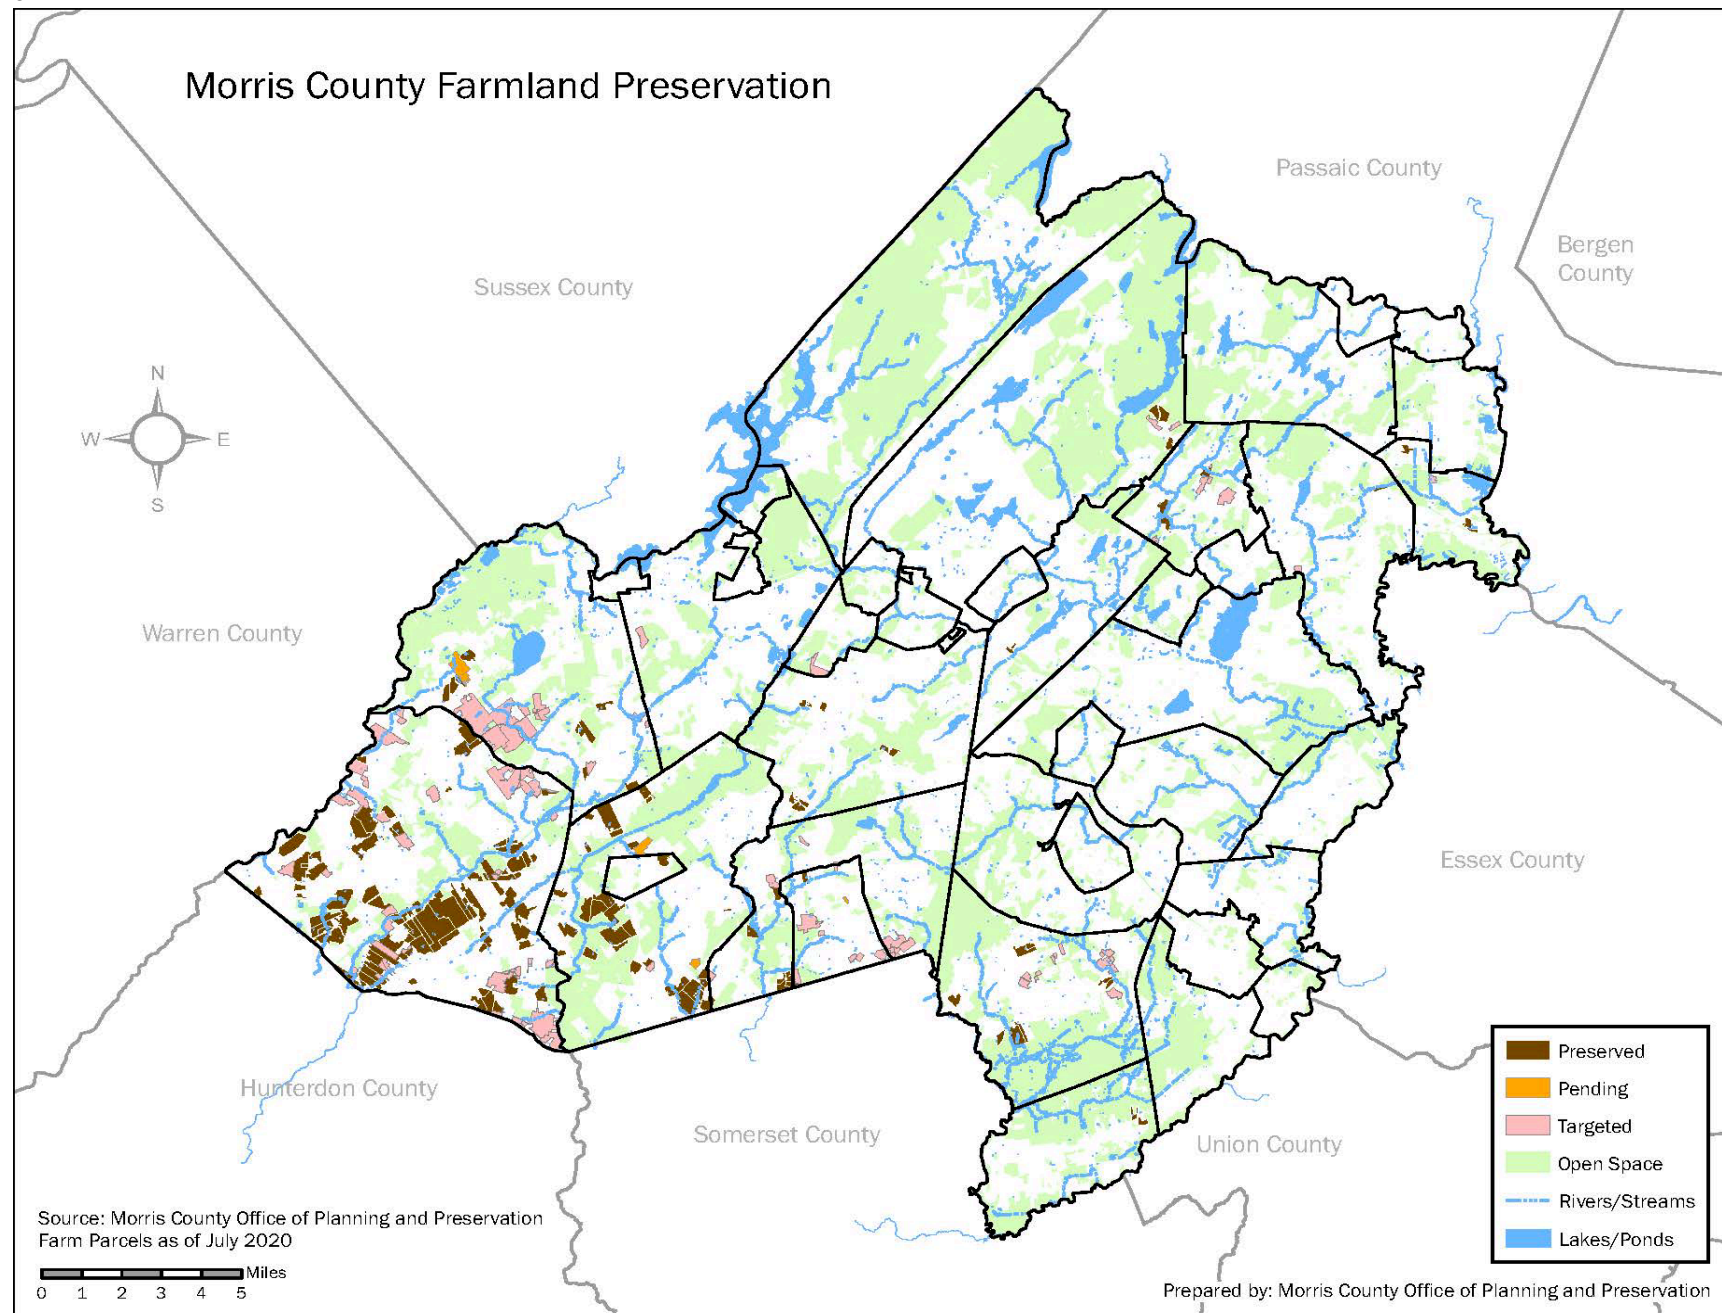 Morris County Farmland Preservation
Passaic County
Bergen
County
Sussex County
N
W
E
S
Warren County
Essex County
Hunterdon County
Somerset County
Union County
Preserved
Pending
Targeted
Open Space
Rivers/Streams
Lakes/Ponds
Source: Morris County Office of Planning and Preservation
Farm Parcels as of July 2020
Miles
0 1 2 3 4 5
Prepared by: Morris County Office of Planning and Preservation